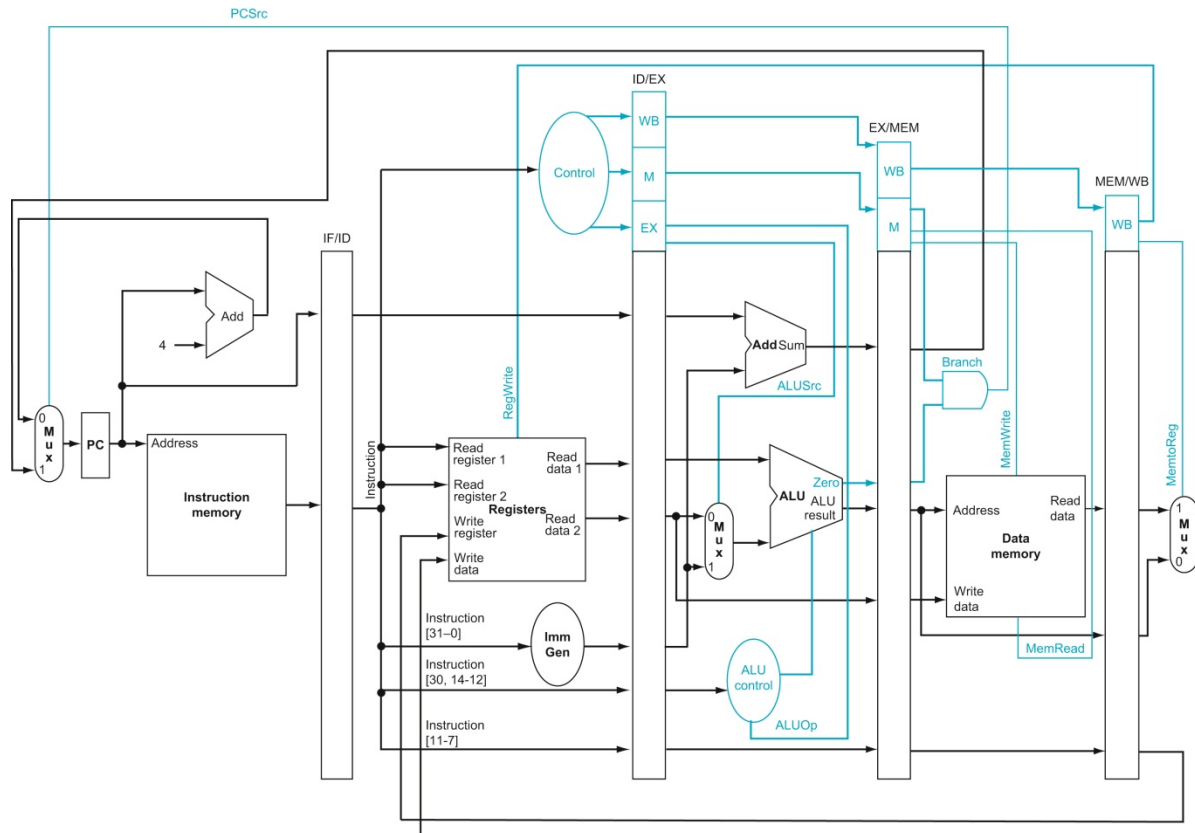 PCSrc
ID/EX
WB
EX/MEM
Control
M
WB
MEM/WB
EX
M
WB
IF/ID
Add
4
Add Sum
Branch
ALUSrc
RegWrite
MemWrite
MemtoReg
0
M
u
x
1
PC
Address
Instruction
memory
Instruction
Read
register 1
Read
register 2
Write
register
Write
data
Registers
Read
data 1
Read
data 2
0
M
u
x
1
ALU
Zero
ALU
result
Address
Read
data
Data
memory
Write
data
1
M
u
x
0
Instruction
[31–0]
Imm
Gen
MemRead
Instruction
[30, 14-12]
ALU
control
ALUOp
Instruction
[11-7]